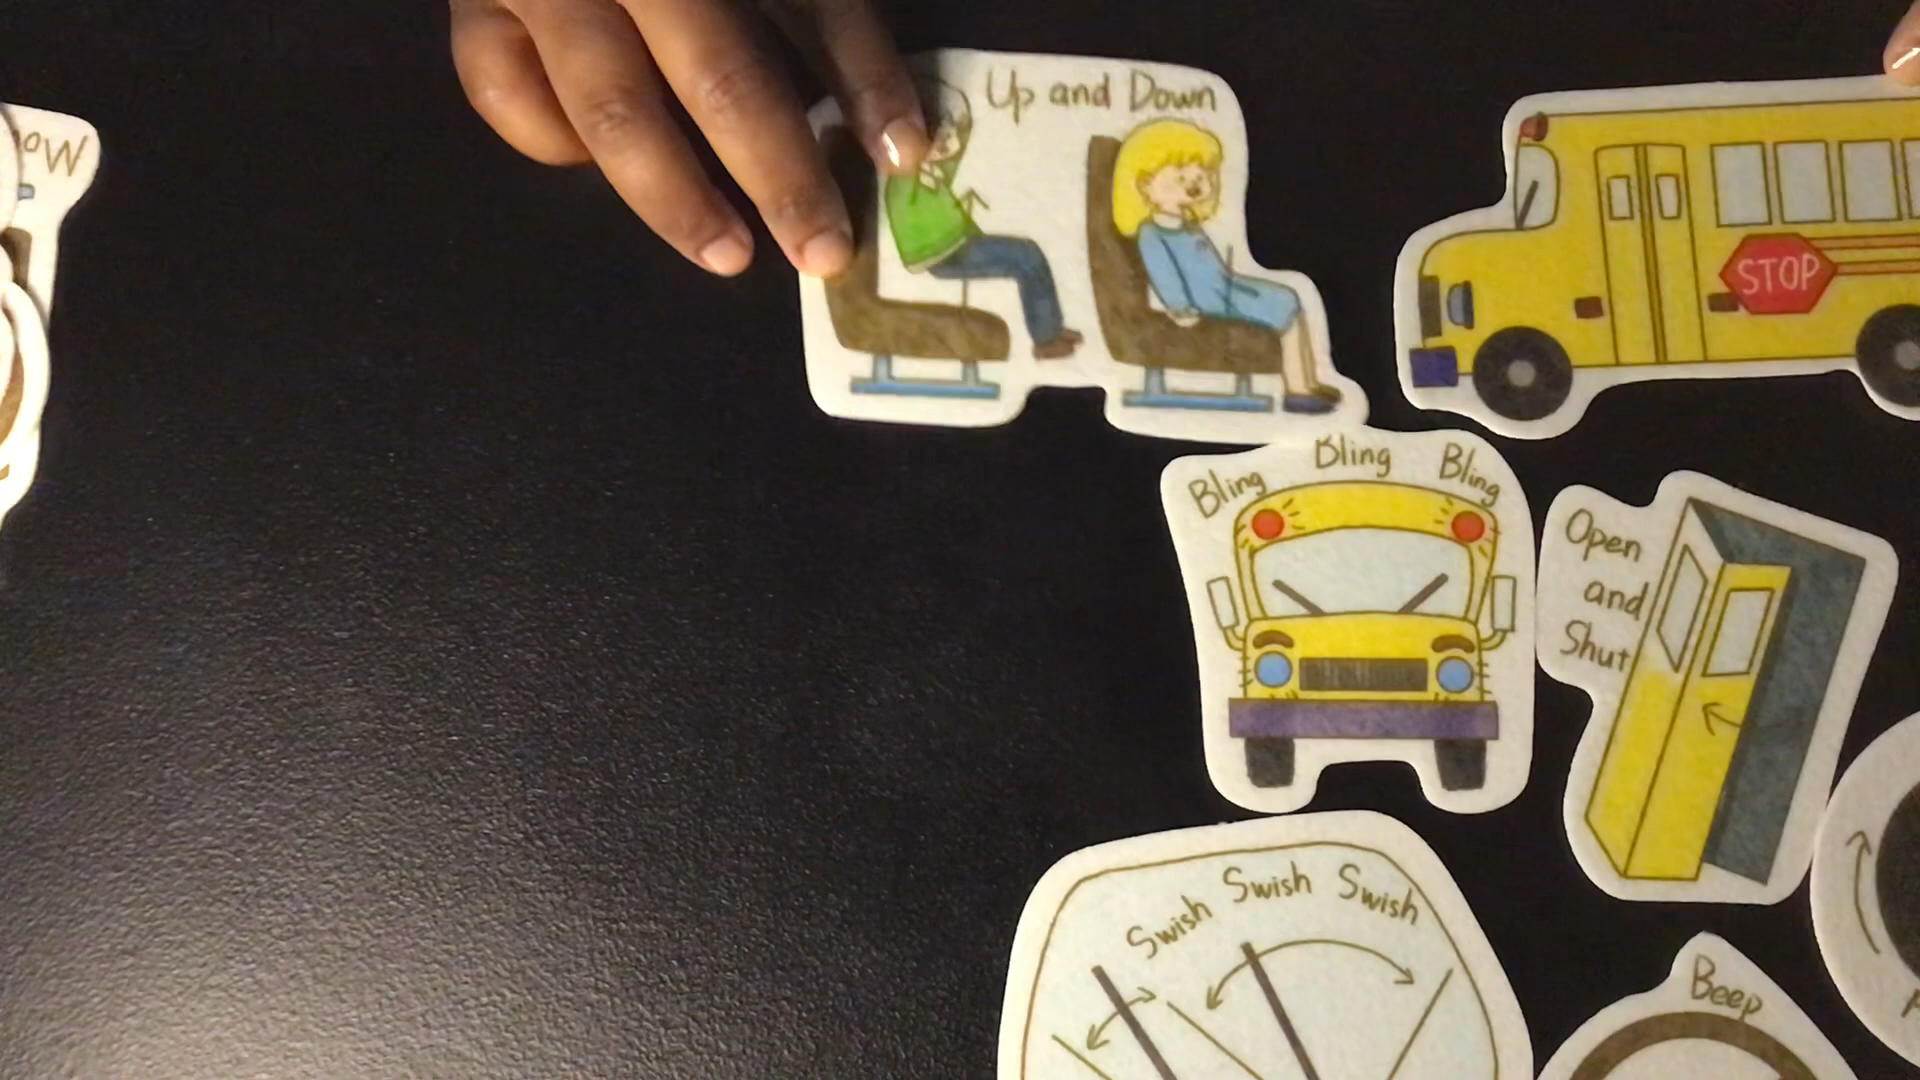 Up and Down
STOP
Bling Bling Bling
Open
and
Shut
Swish Swish Swish
Beep